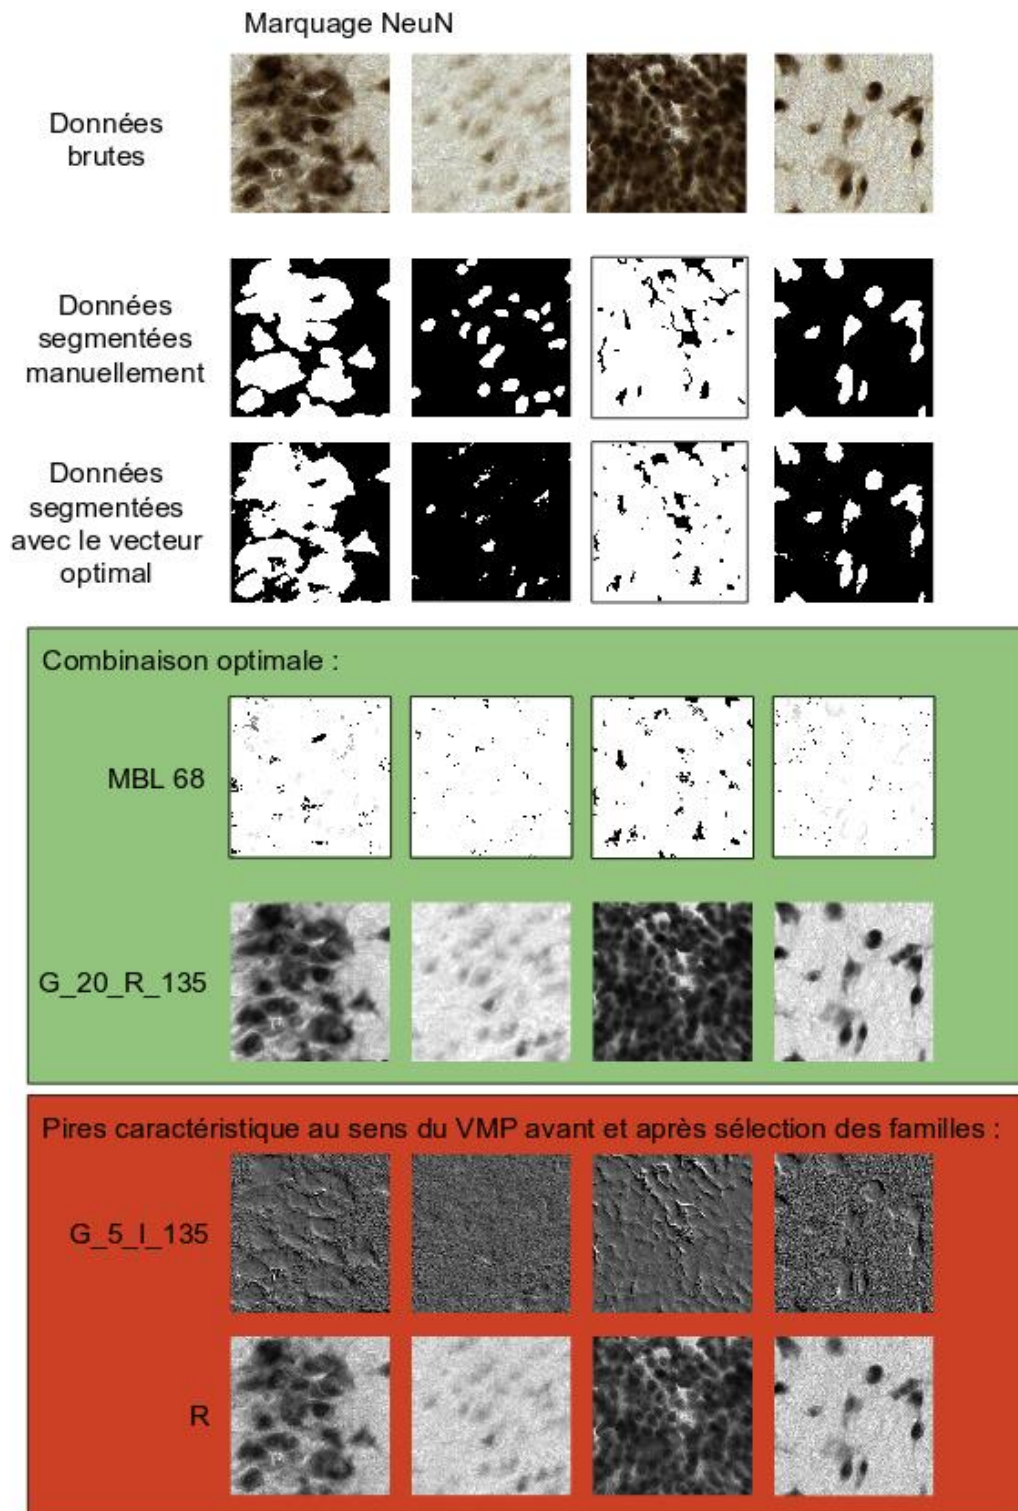 Marquage NeuN
Données
brutes
Données
segmentées
manuellement
Données
segmentées
avec le vecteur
optimal
Combinaison optimale :
MBL 68
G_20_R_135
Pires caractéristique au sens du VMP avant et après sélection des familles :
G_5_I_135
R